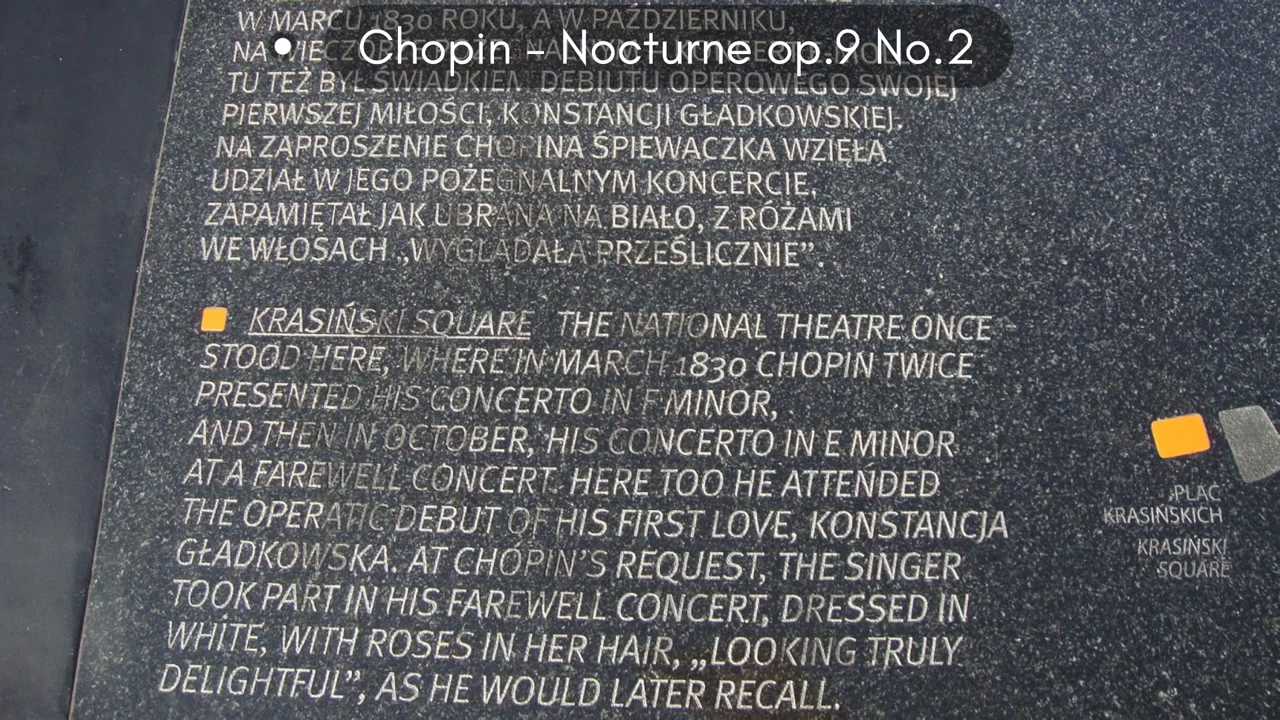 W MARCU 1830 ROKU, A W PAŹDZIERNIKU,
Chopin - Nocturne op.9 No.2
NA
TU TEŻ BYŁ ŚWIADKIEM DEBIUTU OPEROWEGO SWOJEJ
PIERWSZEJ MIŁOŚCI, KONSTANCJI GŁADKOWSKIEJ.
NA ZAPROSZENIE CHOPINA ŚPIEWACZKA WZIĘŁA
UDZIAŁ W JEGO POŻEGNALNYM KONCERCIE,
ZAPAMIĘTAŁ JAK UBRANA NA BIAŁO, Z RÓŻAMI
WE WŁOSACH „WYGLĄDAŁA PRZEŚLICZNIE”.
KRASIŃSKI SQUARE THE NATIONAL THEATRE ONCE
STOOD HERE, WHERE IN MARCH 1830 CHOPIN TWICE
PRESENTED HIS CONCERTO IN F MINOR,
AND THEN IN OCTOBER, HIS CONCERTO IN E MINOR
AT A FAREWELL CONCERT. HERE TOO HE ATTENDED
THE OPERATIC DEBUT OF HIS FIRST LOVE, KONSTANCJA
GŁADKOWSKA. AT CHOPIN'S REQUEST, THE SINGER
TOOK PART IN HIS FAREWELL CONCERT, DRESSED IN
WHITE, WITH ROSES IN HER HAIR, „LOOKING TRULY
DELIGHTFUL”, AS HE WOULD LATER RECALL.
PLAC
KRASIŃSKICH
KRASIŃSKI
SQUARE